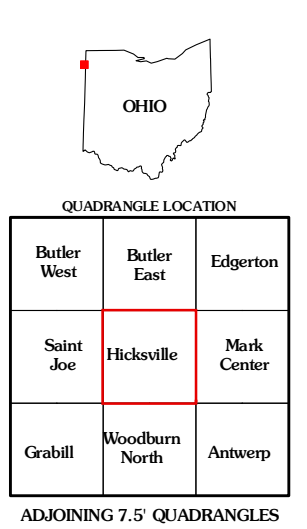 OHIO
QUADRANGLE LOCATION
Butler
West
Butler
East
Edgerton
Saint
Joe
Hicksville
Mark
Center
Grabill
Woodburn
North
Antwerp
ADJOINING 7.5' QUADRANGLES